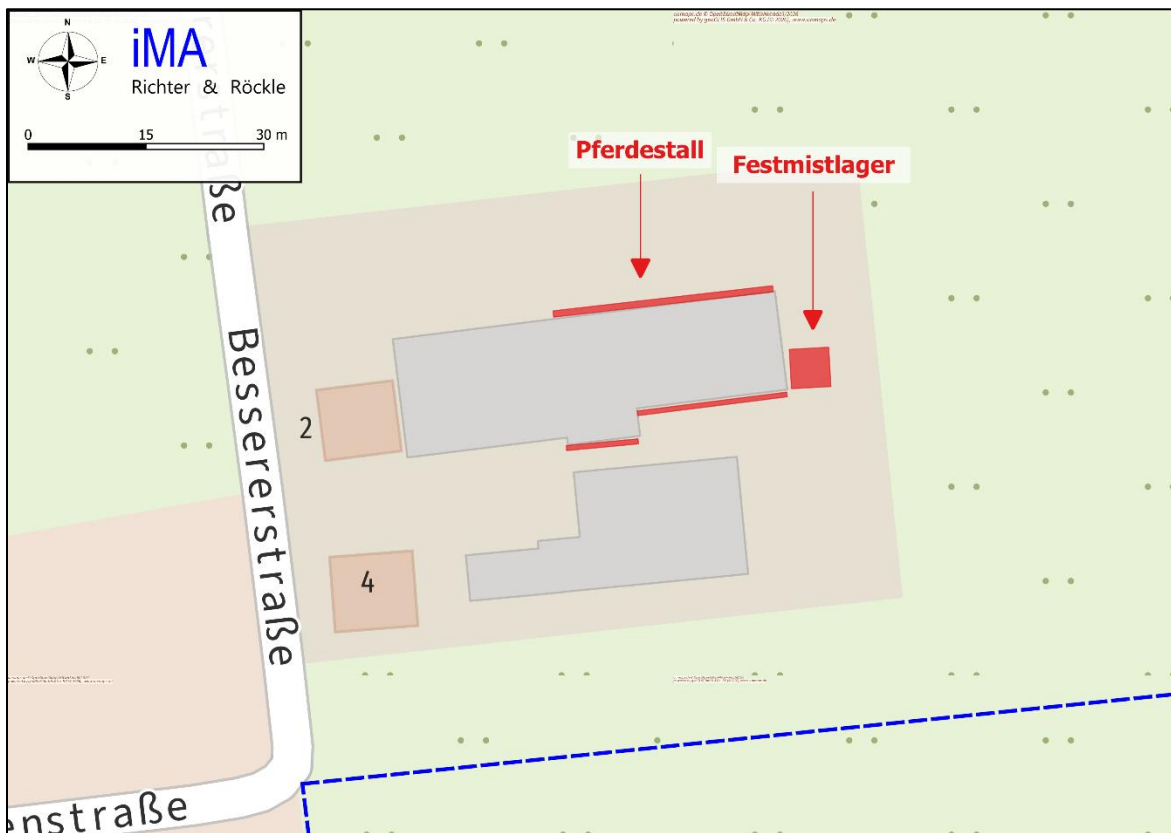 N
W E
S
iMA
Richter & Röckle
0 15 30 m
Pferdestall
Festmistlager
Bessererstraße
2
4
enstraße